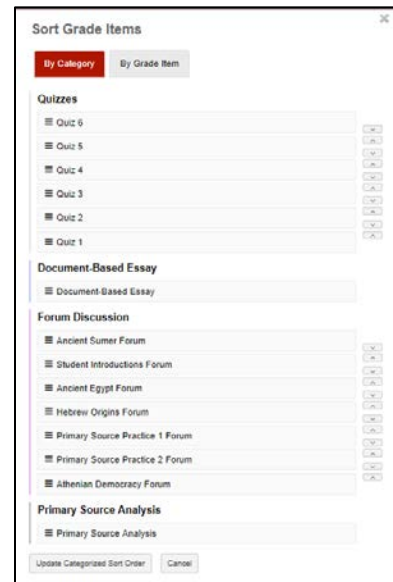 Sort Grade Items
By Category By Grade Item
Quizzes
Quiz 6
Quiz 5
Quiz 4
Quiz 3
Quiz 2
Quiz 1
Document-Based Essay
Document-Based Essay
Forum Discussion
Ancient Sumer Forum
Student Introductions Forum
Ancient Egypt Forum
Hebrew Origins Forum
Primary Source Practice 1 Forum
Primary Source Practice 2 Forum
Athenian Democracy Forum
Primary Source Analysis
Primary Source Analysis
Update Categorized Sort Order Cancel